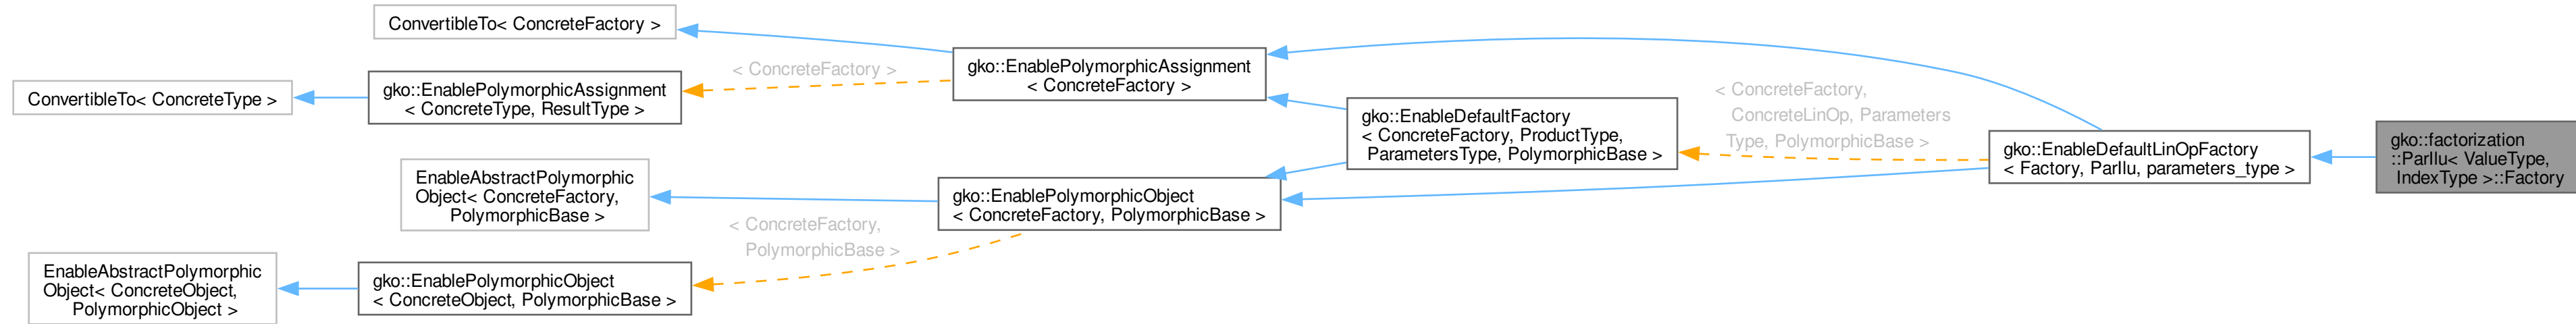 ConvertibleTo< ConcreteFactory >
ConvertibleTo< ConcreteType >
gko::EnablePolymorphicAssignment
< ConcreteType, ResultType >
< ConcreteFactory >
gko::EnablePolymorphicAssignment
< ConcreteFactory >
EnableAbstractPolymorphic
Object< ConcreteFactory,
PolymorphicBase >
EnableAbstractPolymorphic
Object< ConcreteObject,
PolymorphicObject >
gko::EnablePolymorphicObject
< ConcreteObject, PolymorphicBase >
< ConcreteFactory,
PolymorphicBase >
gko::EnablePolymorphicObject
< ConcreteFactory, PolymorphicBase >
gko::EnableDefaultFactory
< ConcreteFactory, ProductType,
ParametersType, PolymorphicBase >
< ConcreteFactory,
ConcreteLinOp, Parameters
Type, PolymorphicBase >
gko::EnableDefaultLinOpFactory
< Factory, ParIlu, parameters_type >
gko::factorization
::ParIlu< ValueType,
IndexType >::Factory